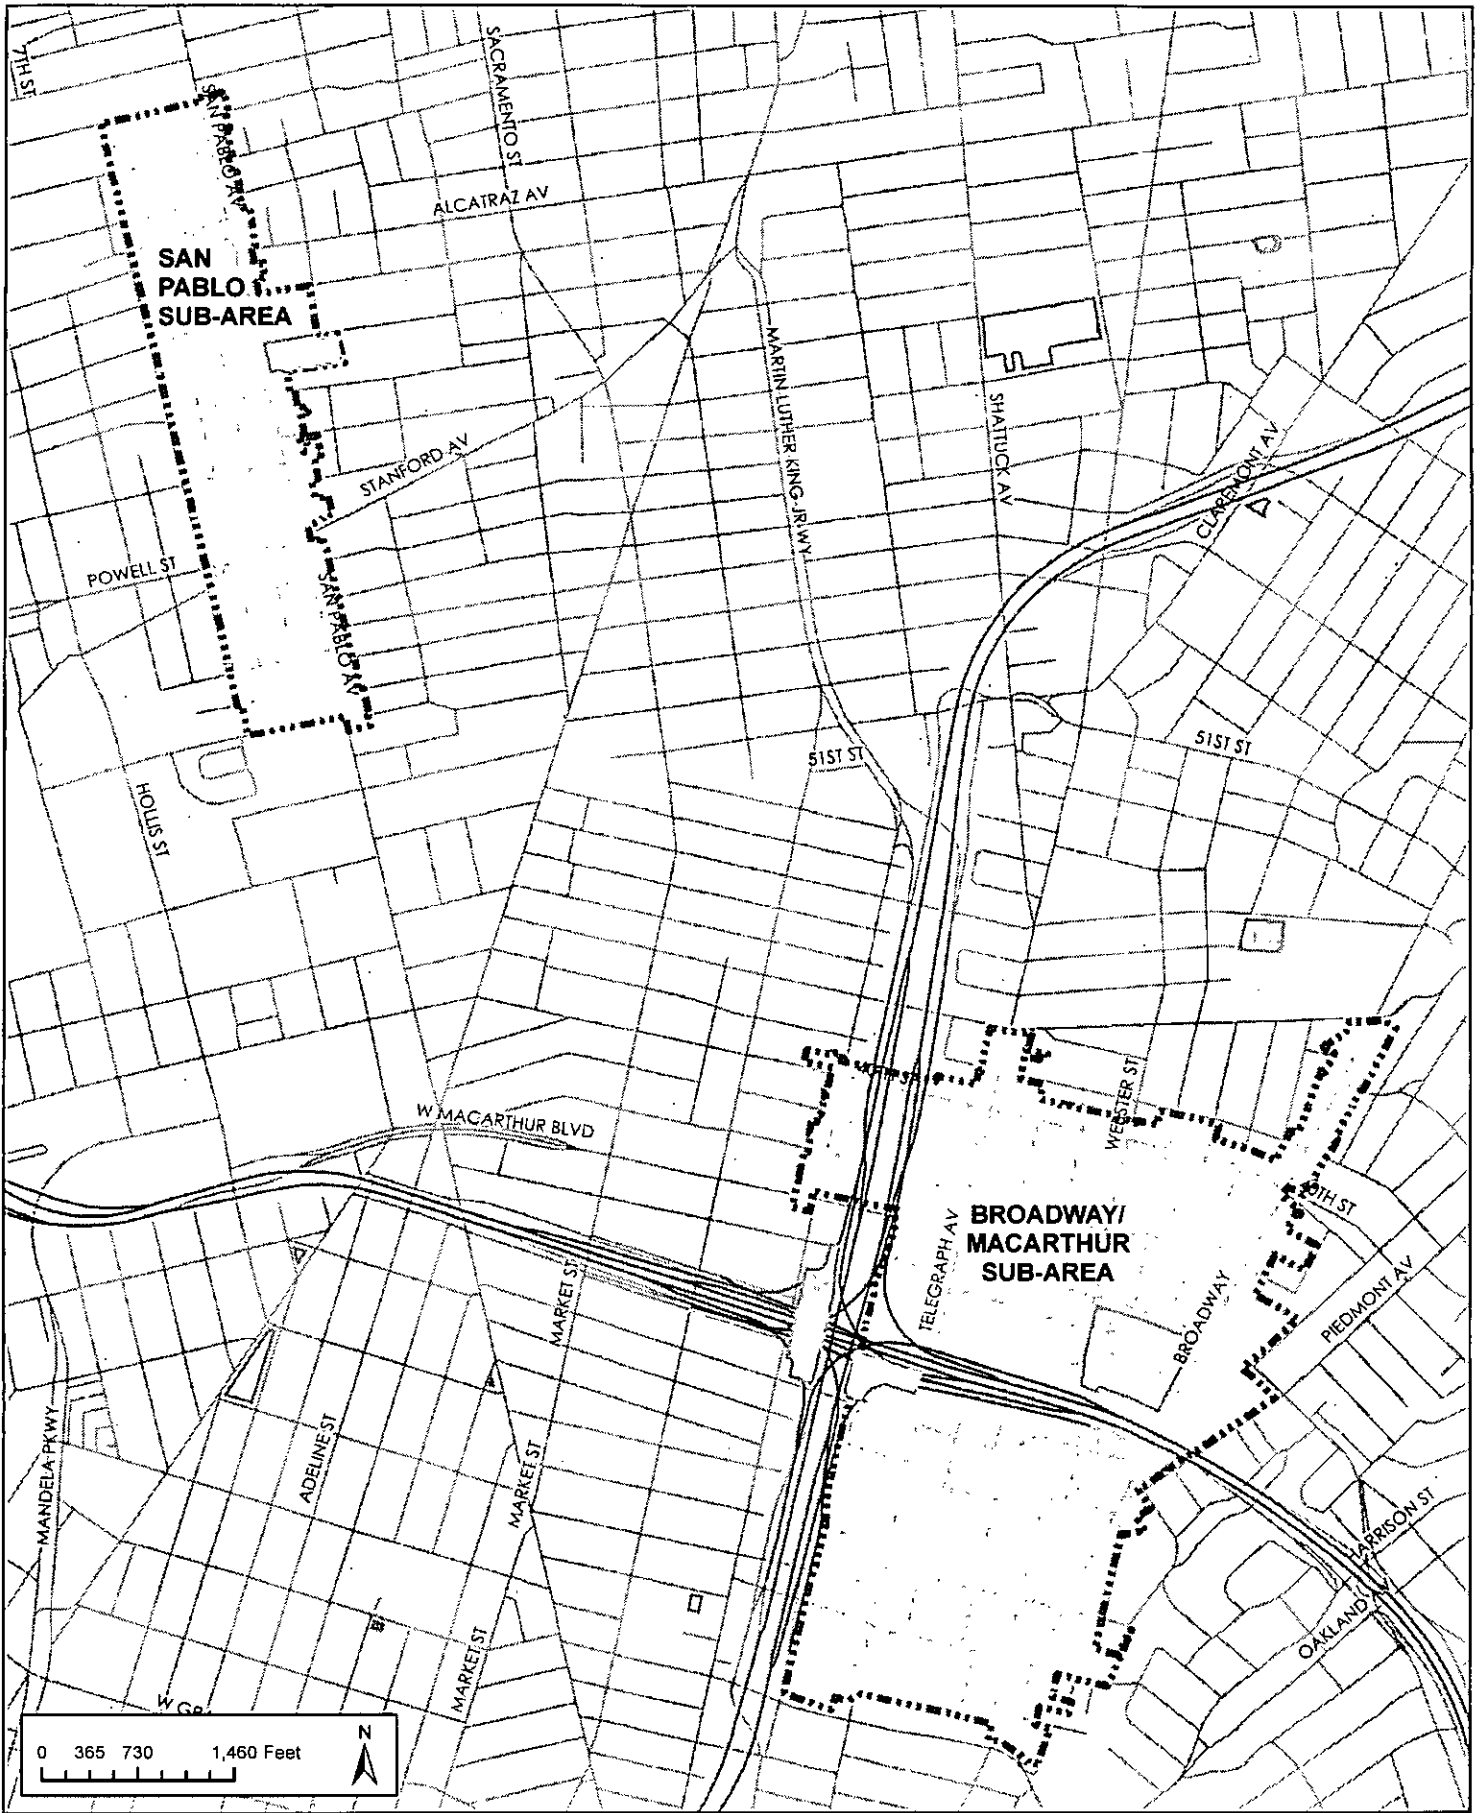 7TH ST
SAN PABLO AV
SACRAMENTO ST
ALCATRAZ AV
SAN
PABLO
SUB-AREA
MARTIN LUTHER KING JR WY
SHATTUCK AV
CLAREMONT AV
STANFORD AV
POWELL ST
SAN PABLO AV
51ST ST
51ST ST
HOLLIS ST
WEBSTER ST
W MACARTHUR BLVD
BROADWAY/
MACARTHUR
SUB-AREA
TELEGRAPH AV
BROADWAY
PIEDMONT AV
MARKET ST
MANDELA PKWY
ADELINE ST
MARKET ST
HARRISON ST
OAKLAND
MARKET ST
0 365 730 1,460 Feet
N